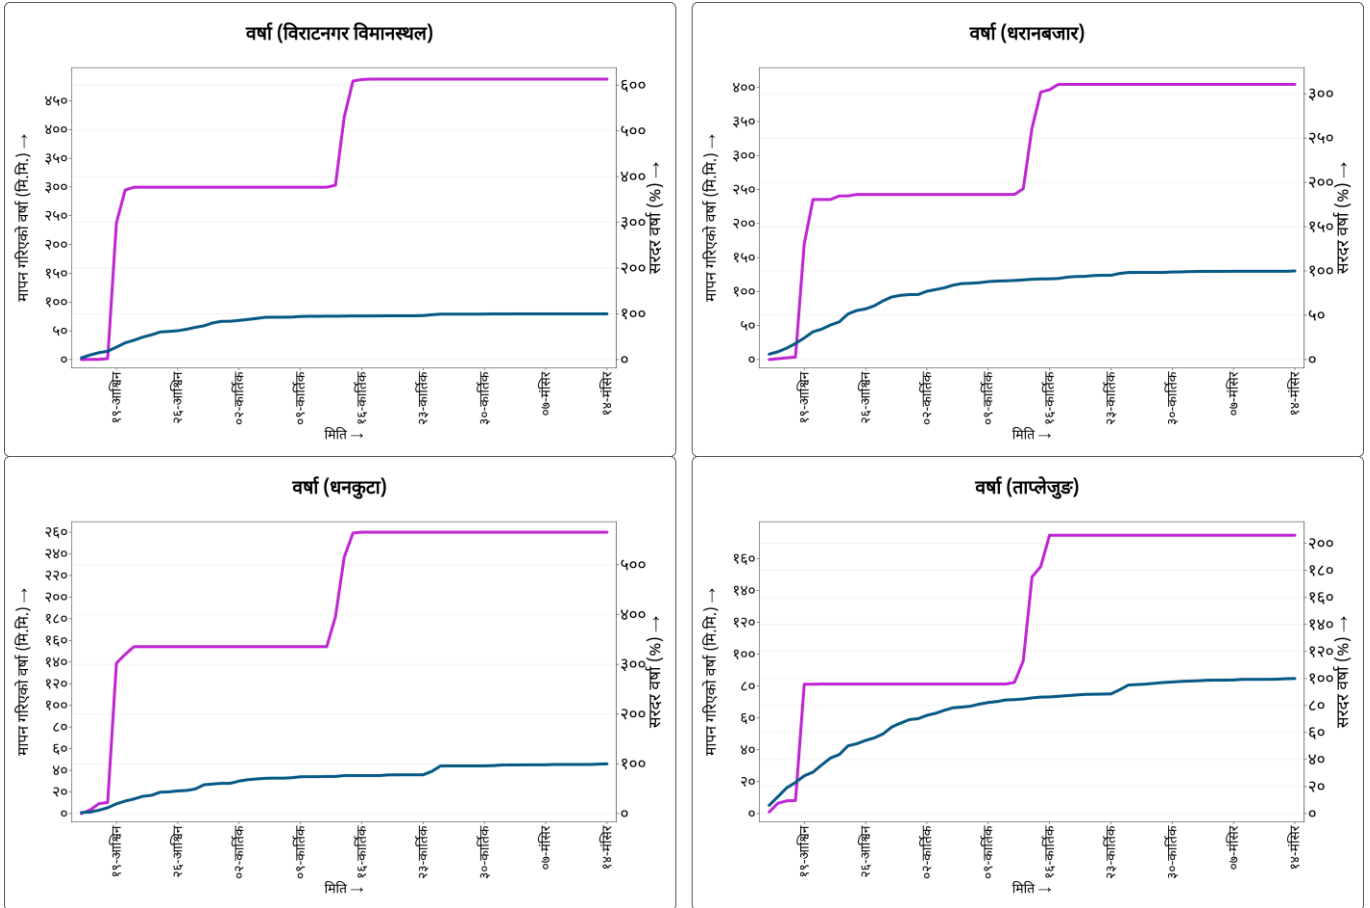 वर्षा (विराटनगर विमानस्थल)
मापन गरिएको वर्षा (मि.मि.) →
४५०
४००
३५०
३००
२५०
२००
१५०
१००
५०
०
६००
५००
४००
३००
२००
१००
०
सरदर वर्षा (%) →
१९-आश्विन
२६-आश्विन
०२-कार्तिक
०९-कार्तिक
१६-कार्तिक
२३-कार्तिक
३०-कार्तिक
०७-मंसिर
१४-मंसिर
मिति →
वर्षा (धरानबजार)
मापन गरिएको वर्षा (मि.मि.) →
४००
३५०
३००
२५०
२००
१५०
१००
५०
०
३००
२५०
२००
१५०
१००
५०
०
सरदर वर्षा (%) →
१९-आश्विन
२६-आश्विन
०२-कार्तिक
०९-कार्तिक
१६-कार्तिक
२३-कार्तिक
३०-कार्तिक
०७-मंसिर
१४-मंसिर
मिति →
वर्षा (धनकुटा)
मापन गरिएको वर्षा (मि.मि.) →
२६०
२४०
२२०
२००
१८०
१६०
१४०
१२०
१००
८०
६०
४०
२०
०
५००
४००
३००
२००
१००
०
सरदर वर्षा (%) →
१९-आश्विन
२६-आश्विन
०२-कार्तिक
०९-कार्तिक
१६-कार्तिक
२३-कार्तिक
३०-कार्तिक
०७-मंसिर
१४-मंसिर
मिति →
वर्षा (ताप्लेजुङ)
मापन गरिएको वर्षा (मि.मि.) →
१६०
१४०
१२०
१००
८०
६०
४०
२०
०
२००
१८०
१६०
१४०
१२०
१००
८०
६०
४०
२०
०
सरदर वर्षा (%) →
१९-आश्विन
२६-आश्विन
०२-कार्तिक
०९-कार्तिक
१६-कार्तिक
२३-कार्तिक
३०-कार्तिक
०७-मंसिर
१४-मंसिर
मिति →